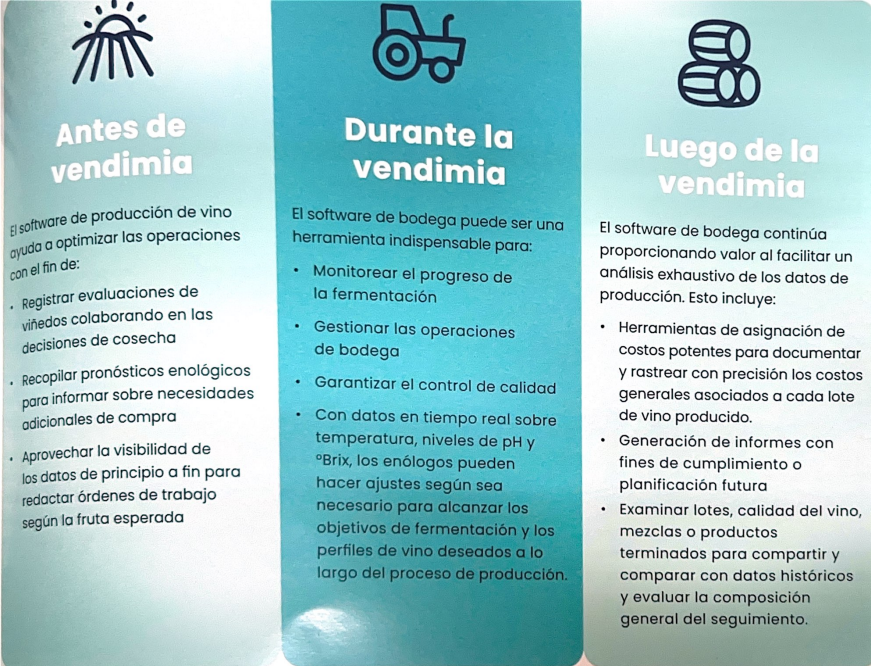 Antes de
vendimia
El software de producción de vino
ayuda a optimizar las operaciones
con el fin de:
• Registrar evaluaciones de
viñedos colaborando en las
decisiones de cosecha
• Recopilar pronósticos enológicos
para informar sobre necesidades
adicionales de compra
• Aprovechar la visibilidad de
los datos de principio a fin para
redactar órdenes de trabajo
según la fruta esperada
Durante la
vendimia
El software de bodega puede ser una
herramienta indispensable para:
• Monitorear el progreso de
la fermentación
• Gestionar las operaciones
de bodega
• Garantizar el control de calidad
• Con datos en tiempo real sobre
temperatura, niveles de pH y
°Brix, los enólogos pueden
hacer ajustes según sea
necesario para alcanzar los
objetivos de fermentación y los
perfiles de vino deseados a lo
largo del proceso de producción.
Luego de la
vendimia
El software de bodega continúa
proporcionando valor al facilitar un
análisis exhaustivo de los datos de
producción. Esto incluye:
• Herramientas de asignación de
costos potentes para documentar
y rastrear con precisión los costos
generales asociados a cada lote
de vino producido.
• Generación de informes con
fines de cumplimiento o
planificación futura
• Examinar lotes, calidad del vino,
mezclas o productos
terminados para compartir y
comparar con datos históricos
y evaluar la composición
general del seguimiento.